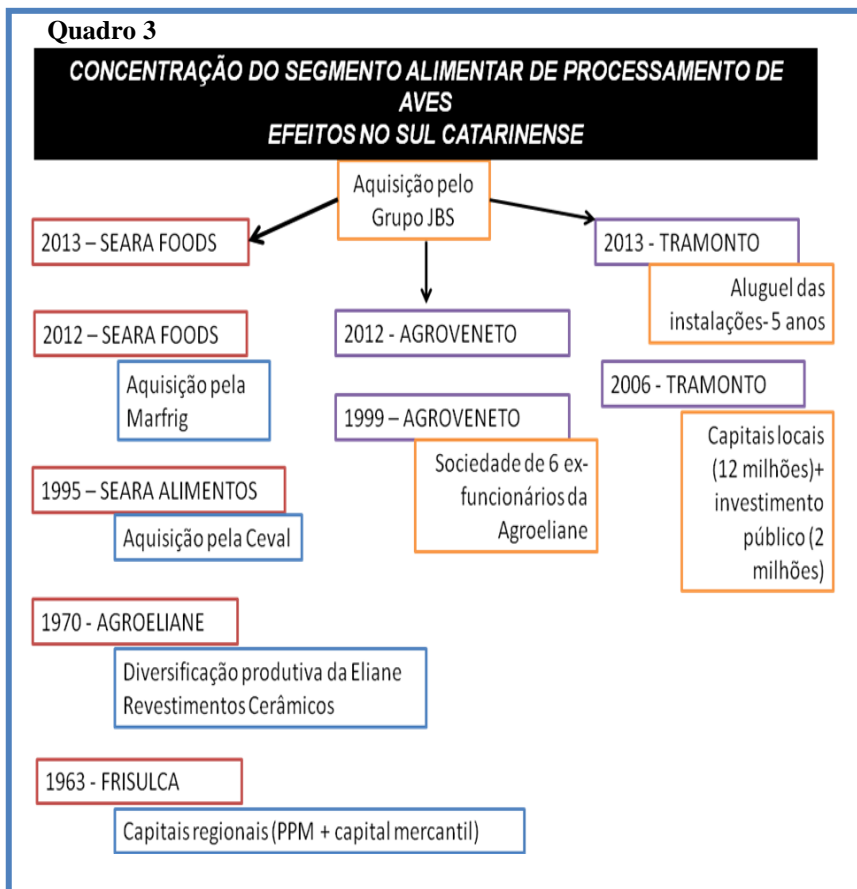 Quadro 3
CONCENTRAÇÃO DO SEGMENTO ALIMENTAR DE PROCESSAMENTO DE
AVES
EFEITOS NO SUL CATARINENSE
Aquisição pelo
Grupo JBS
2013 – SEARA FOODS
2012 – SEARA FOODS
Aquisição pela
Marfrig
1995 – SEARA ALIMENTOS
Aquisição pela Ceval
1970 - AGROELIANE
Diversificação produtiva da Eliane
Revestimentos Cerâmicos
1963 - FRISULCA
Capitais regionais (PPM + capital mercantil)
2012 - AGROVENETO
1999 – AGROVENETO
Sociedade de 6 ex-
funcionários da
Agroeliane
2013 - TRAMONTO
Aluguel das
instalações- 5 anos
2006 - TRAMONTO
Capitais locais
(12 milhões)+
investimento
público (2
milhões)